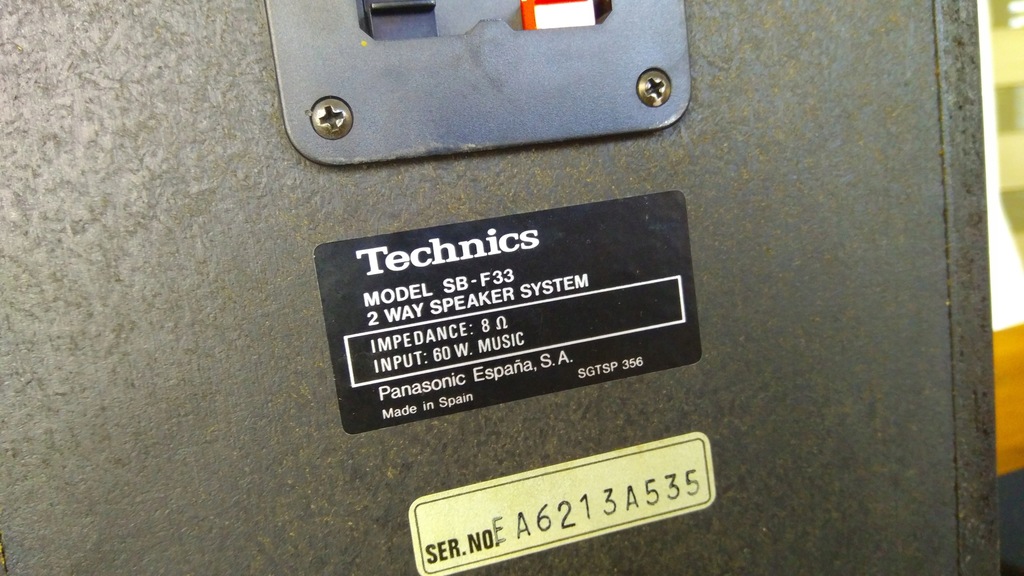 Technics
MODEL SB-F33
2 WAY SPEAKER SYSTEM
IMPEDANCE: 8 Ω
INPUT: 60 W. MUSIC
Panasonic España, S.A.
Made in Spain SGTSP 356
SER.NO. EA6213A535